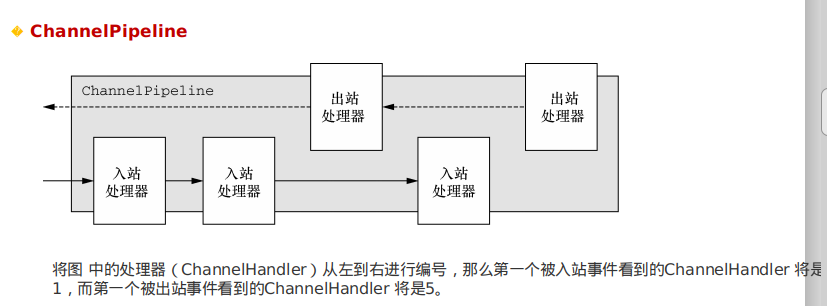 ChannelPipeline
ChannelPipeline
出站
处理器
出站
处理器
入站
处理器
入站
处理器
入站
处理器
将图 中的处理器（ChannelHandler）从左到右进行编号，那么第一个被入站事件看到的ChannelHandler 将是
1，而第一个被出站事件看到的ChannelHandler 将是5。